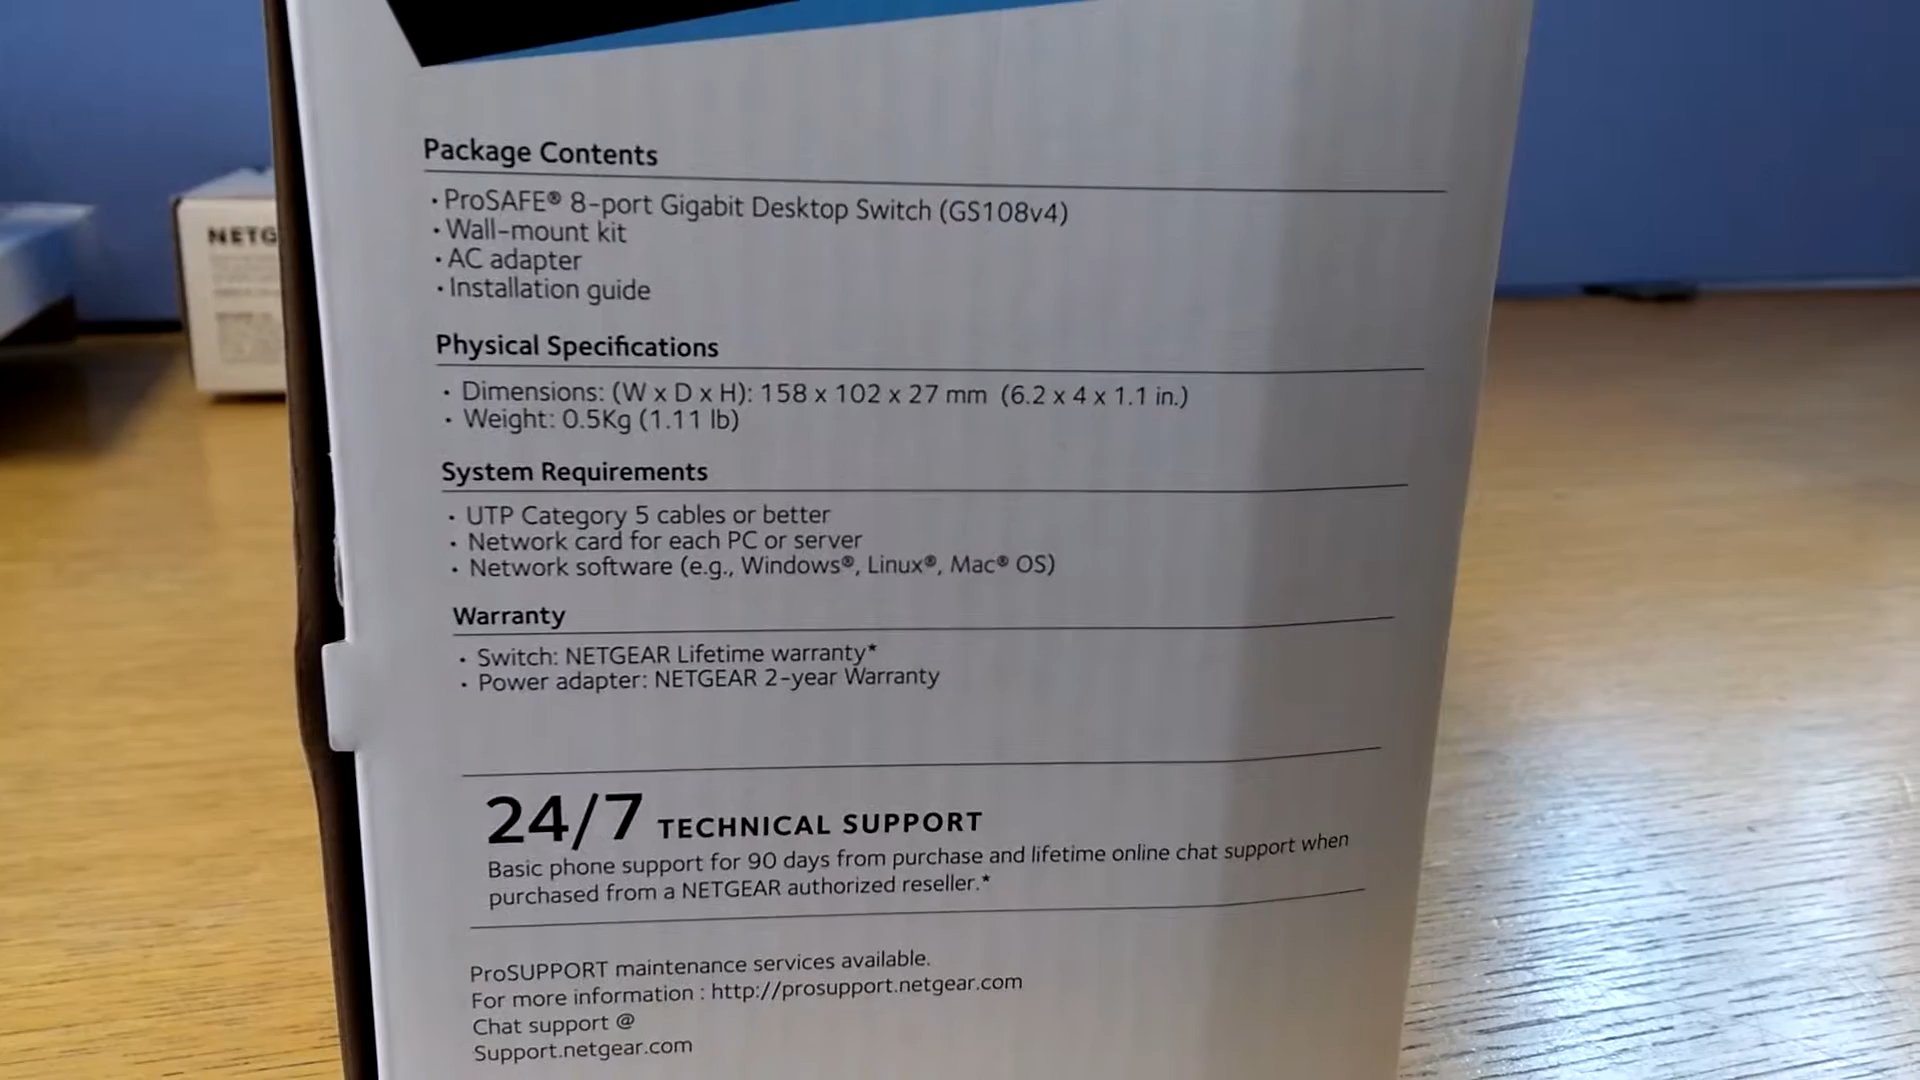 NETG
Package Contents
· ProSAFE® 8-port Gigabit Desktop Switch (GS108v4)
· Wall-mount kit
· AC adapter
· Installation guide
Physical Specifications
· Dimensions: (W x D x H): 158 x 102 x 27 mm (6.2 x 4 x 1.1 in.)
· Weight: 0.5Kg (1.11 lb)
System Requirements
· UTP Category 5 cables or better
· Network card for each PC or server
· Network software (e.g., Windows®, Linux®, Mac® OS)
Warranty
· Switch: NETGEAR Lifetime warranty*
· Power adapter: NETGEAR 2-year Warranty
24/7 TECHNICAL SUPPORT
Basic phone support for 90 days from purchase and lifetime online chat support when
purchased from a NETGEAR authorized reseller.*
ProSUPPORT maintenance services available.
For more information : http://prosupport.netgear.com
Chat support @
Support.netgear.com